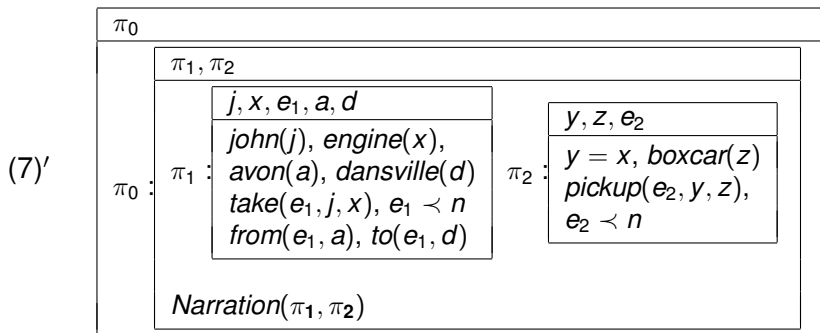 π₀
π₁, π₂
j, x, e₁, a, d
y, z, e₂
(7)′ π₀ : π₁ : john(j), engine(x),
avon(a), dansville(d)
take(e₁, j, x), e₁ ≺ n
from(e₁, a), to(e₁, d)
π₂ : y = x, boxcar(z)
pickup(e₂, y, z),
e₂ ≺ n
Narration(π₁, π₂)